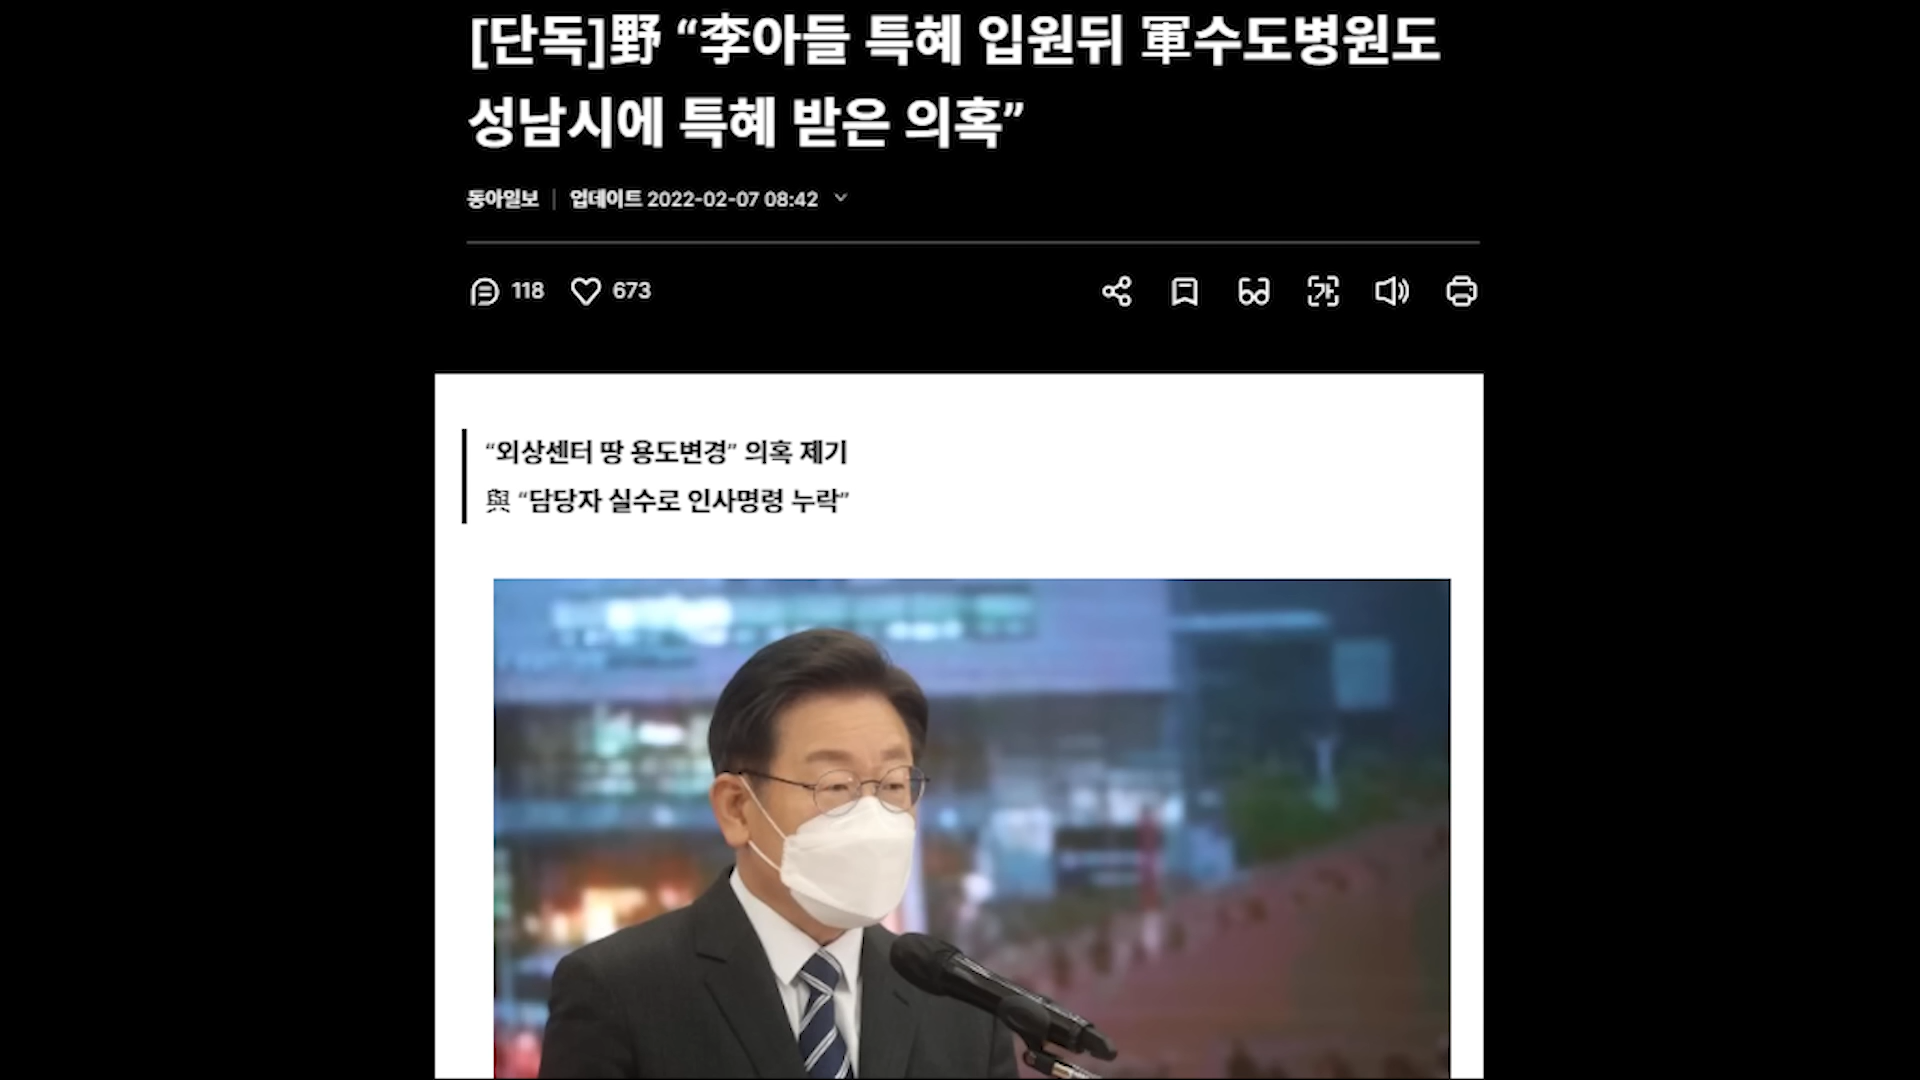 [단독]野 “李아들 특혜 입원뒤 軍수도병원도
성남시에 특혜 받은 의혹”
동아일보 | 업데이트 2022-02-07 08:42
118 673
가
“외상센터 땅 용도변경” 의혹 제기
與 “담당자 실수로 인사명령 누락”